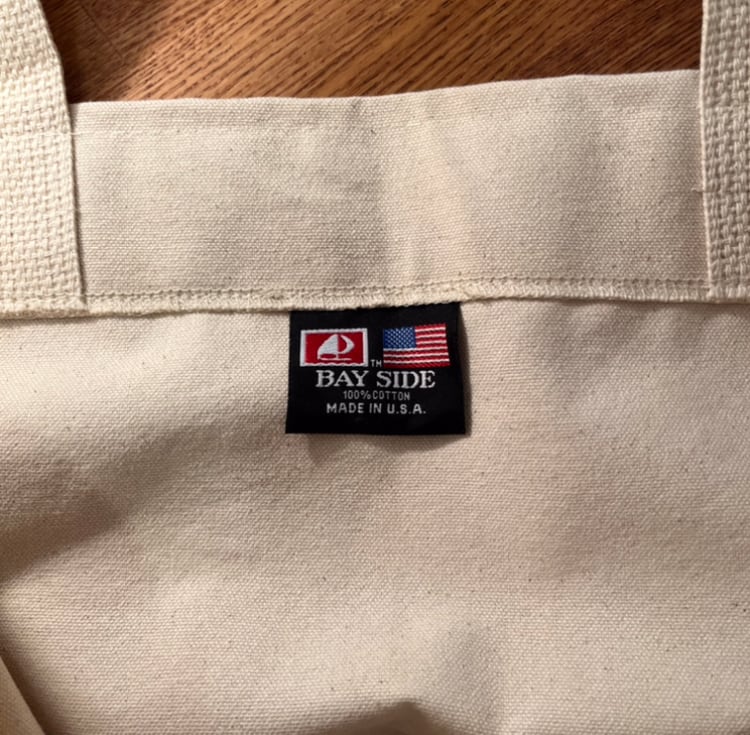 TM
BAY SIDE
100% COTTON
MADE IN U.S.A.